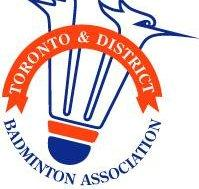 TORONTO & DISTRICT
BADMINTON ASSOCIATION